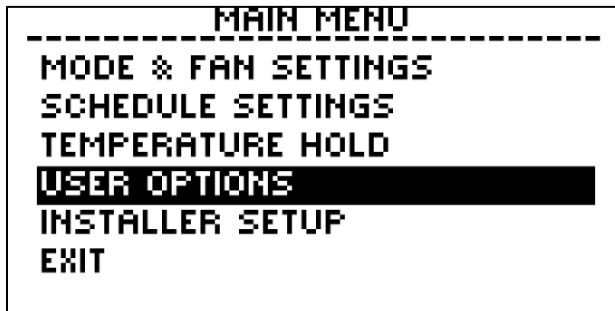 MAIN MENU
MODE & FAN SETTINGS
SCHEDULE SETTINGS
TEMPERATURE HOLD
USER OPTIONS
INSTALLER SETUP
EXIT